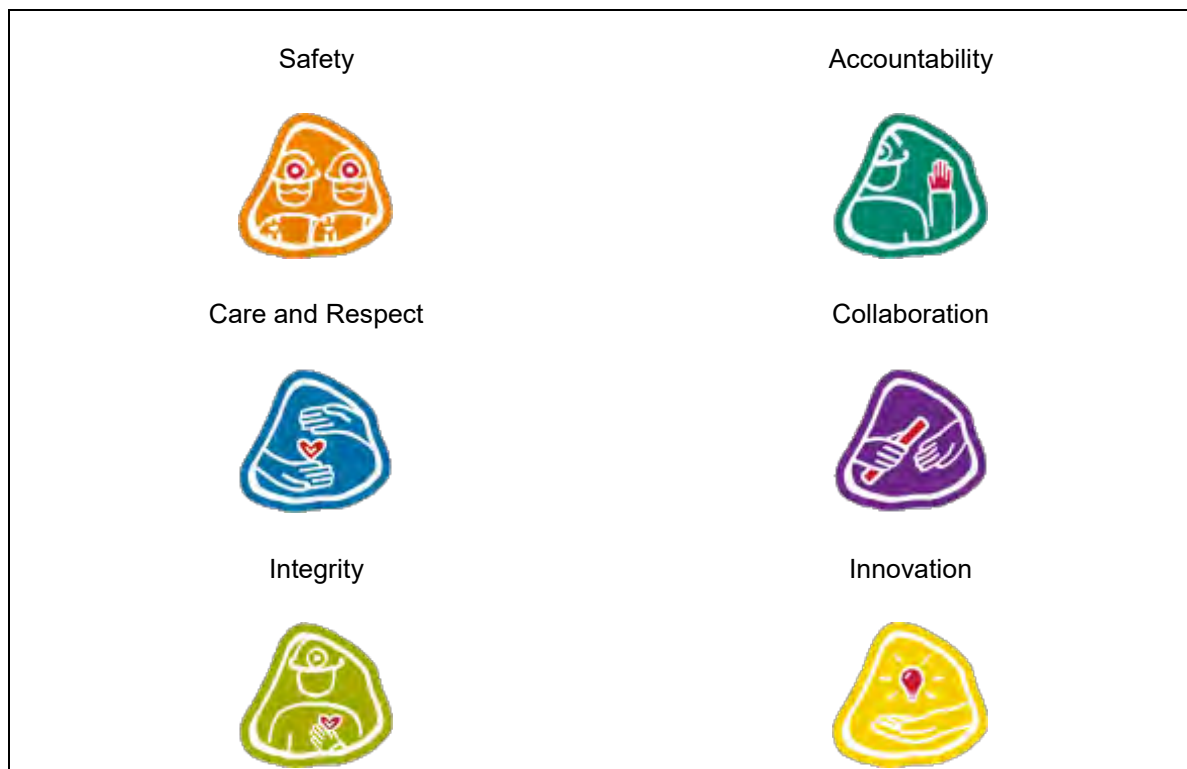 Safety
Accountability
Care and Respect
Collaboration
Integrity
Innovation